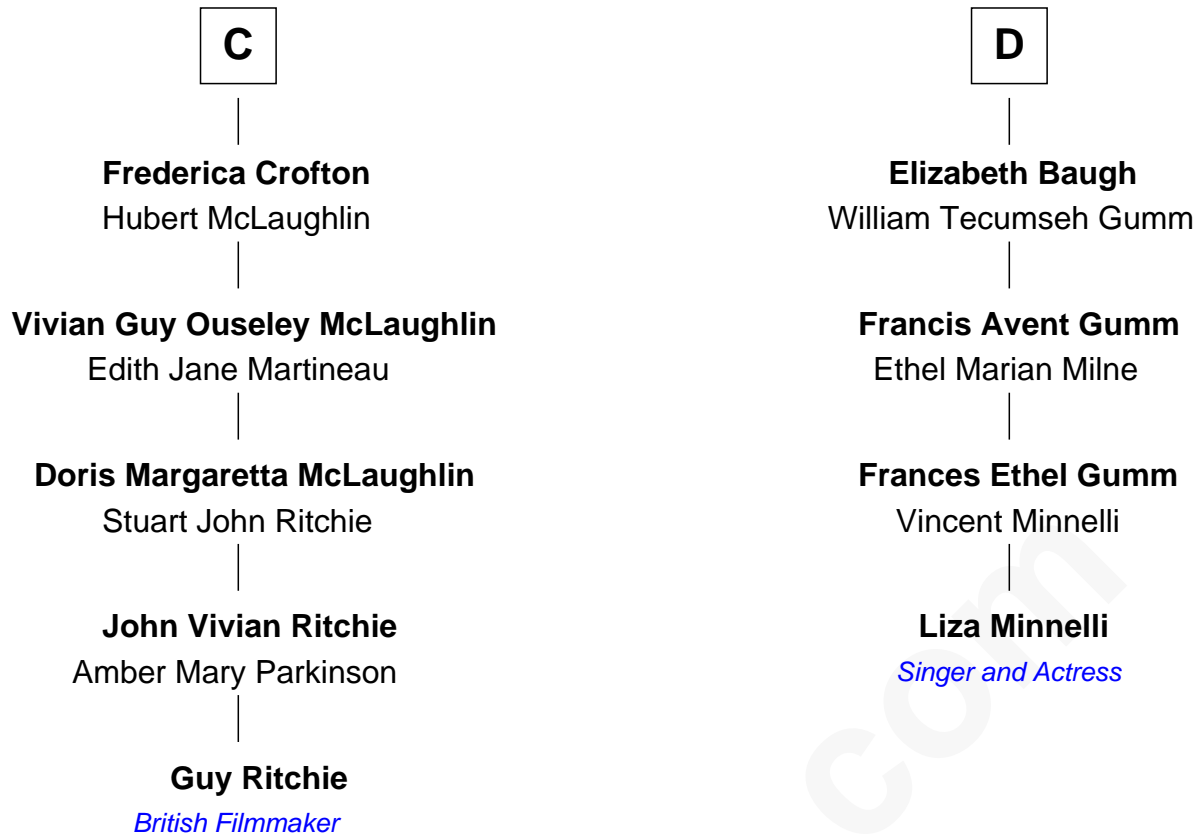 C
Frederica Crofton
Hubert McLaughlin
Vivian Guy Ouseley McLaughlin
Edith Jane Martineau
Doris Margaretta McLaughlin
Stuart John Ritchie
John Vivian Ritchie
Amber Mary Parkinson
Guy Ritchie
British Filmmaker
D
Elizabeth Baugh
William Tecumseh Gumm
Francis Avent Gumm
Ethel Marian Milne
Frances Ethel Gumm
Vincent Minnelli
Liza Minnelli
Singer and Actress
com